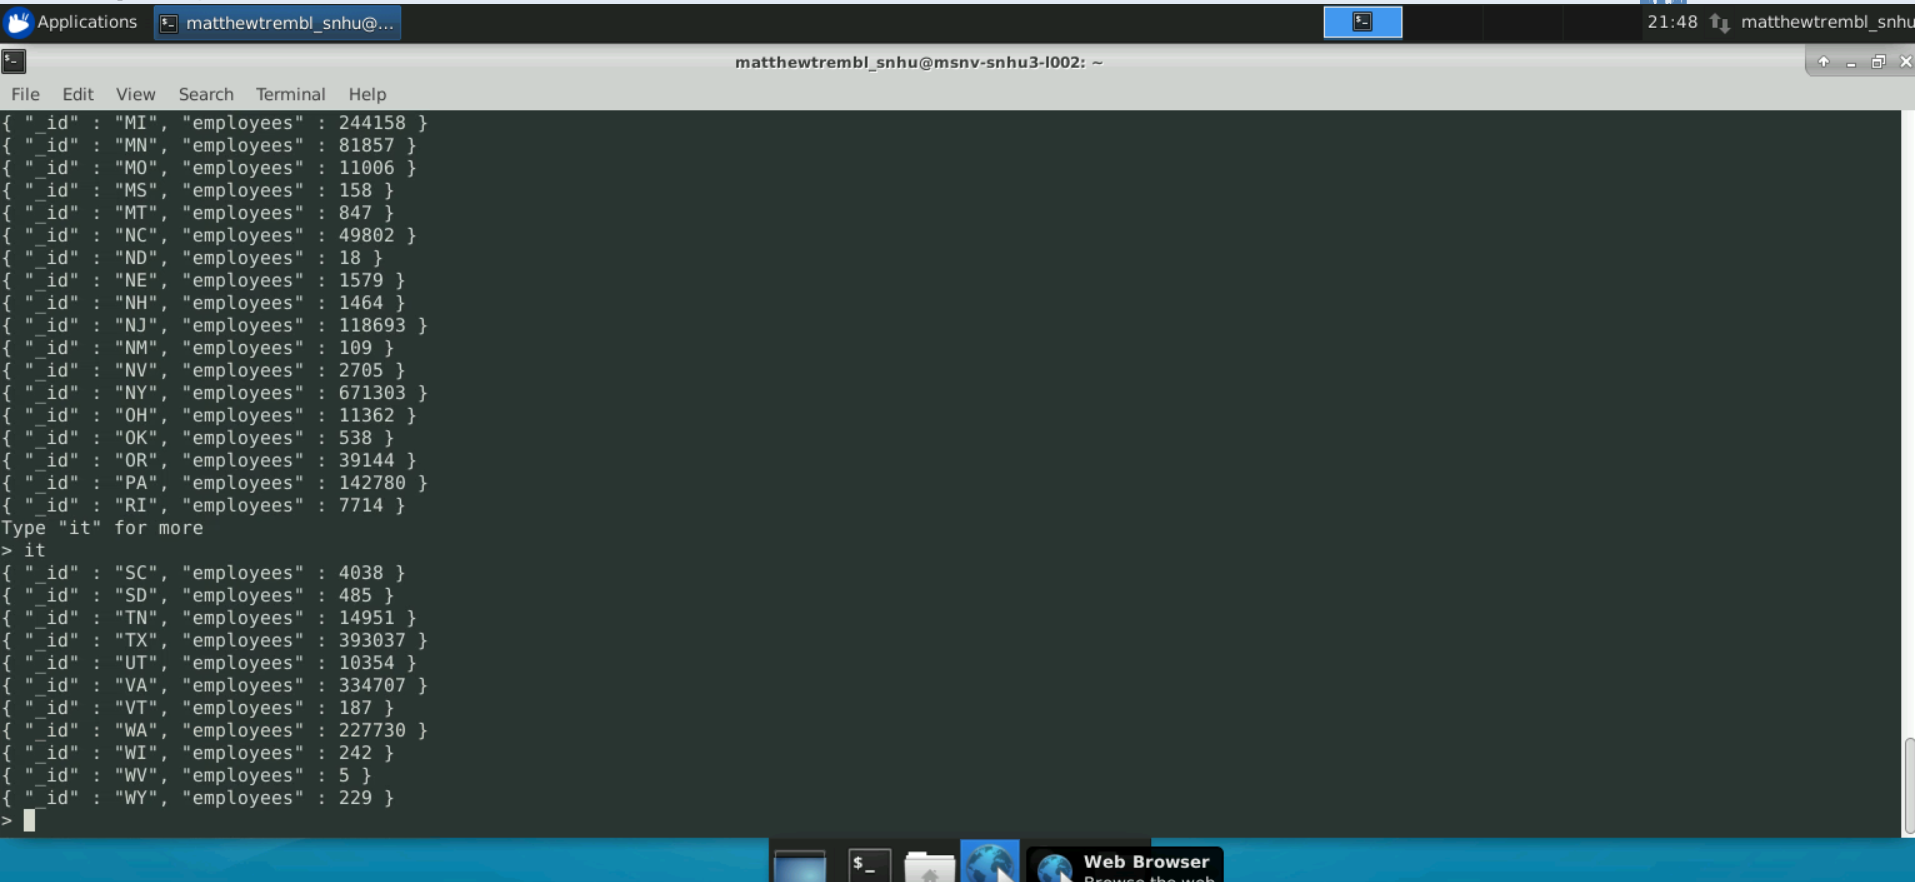 Applications
matthewtrembl_snhu@...
21:48
matthewtrembl_snhu
matthewtrembl_snhu@msnv-snhu3-l002: ~
File Edit View Search Terminal Help
{ "_id" : "MI", "employees" : 244158 }
{ "_id" : "MN", "employees" : 81857 }
{ "_id" : "MO", "employees" : 11006 }
{ "_id" : "MS", "employees" : 158 }
{ "_id" : "MT", "employees" : 847 }
{ "_id" : "NC", "employees" : 49802 }
{ "_id" : "ND", "employees" : 18 }
{ "_id" : "NE", "employees" : 1579 }
{ "_id" : "NH", "employees" : 1464 }
{ "_id" : "NJ", "employees" : 118693 }
{ "_id" : "NM", "employees" : 109 }
{ "_id" : "NV", "employees" : 2705 }
{ "_id" : "NY", "employees" : 671303 }
{ "_id" : "OH", "employees" : 11362 }
{ "_id" : "OK", "employees" : 538 }
{ "_id" : "OR", "employees" : 39144 }
{ "_id" : "PA", "employees" : 142780 }
{ "_id" : "RI", "employees" : 7714 }
Type "it" for more
> it
{ "_id" : "SC", "employees" : 4038 }
{ "_id" : "SD", "employees" : 485 }
{ "_id" : "TN", "employees" : 14951 }
{ "_id" : "TX", "employees" : 393037 }
{ "_id" : "UT", "employees" : 10354 }
{ "_id" : "VA", "employees" : 334707 }
{ "_id" : "VT", "employees" : 187 }
{ "_id" : "WA", "employees" : 227730 }
{ "_id" : "WI", "employees" : 242 }
{ "_id" : "WV", "employees" : 5 }
{ "_id" : "WY", "employees" : 229 }
>
Web Browser
Browse the web